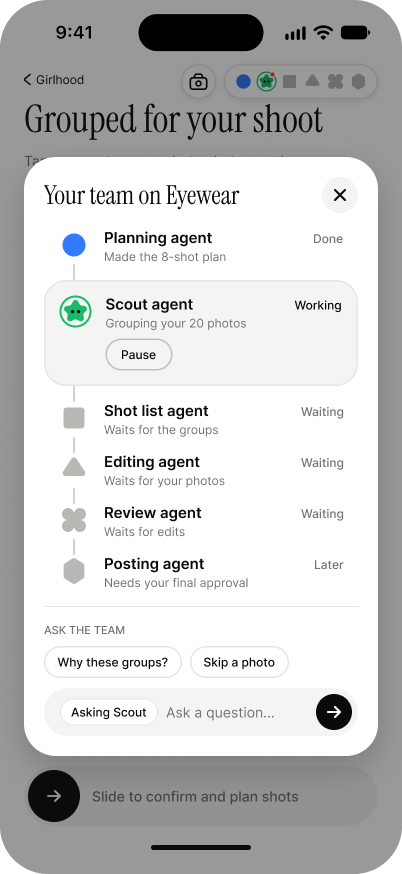 9:41
Girlhood
Grouped for your shoot
Your team on Eyewear
Planning agent
Done
Made the 8-shot plan
Scout agent
Working
Grouping your 20 photos
Pause
Shot list agent
Waiting
Waits for the groups
Editing agent
Waiting
Waits for your photos
Review agent
Waiting
Waits for edits
Posting agent
Later
Needs your final approval
ASK THE TEAM
Why these groups?
Skip a photo
Asking Scout
Ask a question...
Slide to confirm and plan shots